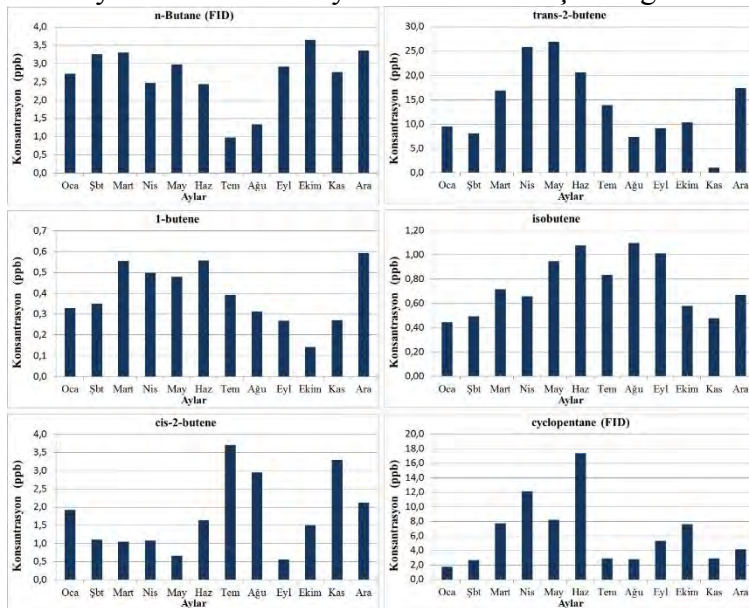 n-Butane (FID)
Konsantrasyon (ppb)
4,0
3,5
3,0
2,5
2,0
1,5
1,0
0,5
0,0
Oca Şbt Mart Nis May Haz Tem Ağu Eyl Ekim Kas Ara
Aylar
trans-2-butene
Konsantrasyon (ppb)
30,0
25,0
20,0
15,0
10,0
5,0
0,0
Oca Şbt Mart Nis May Haz Tem Ağu Eyl Ekim Kas Ara
Aylar
1-butene
Konsantrasyon (ppb)
0,7
0,6
0,5
0,4
0,3
0,2
0,1
0,0
Oca Şbt Mart Nis May Haz Tem Ağu Eyl Ekim Kas Ara
Aylar
isobutene
Konsantrasyon (ppb)
1,20
1,00
0,80
0,60
0,40
0,20
0,00
Oca Şbt Mart Nis May Haz Tem Ağu Eyl Ekim Kas Ara
Aylar
cis-2-butene
Konsantrasyon (ppb)
4,0
3,5
3,0
2,5
2,0
1,5
1,0
0,5
0,0
Oca Şbt Mart Nis May Haz Tem Ağu Eyl Ekim Kas Ara
Aylar
cyclopentane (FID)
Konsantrasyon (ppb)
20,0
18,0
16,0
14,0
12,0
10,0
8,0
6,0
4,0
2,0
0,0
Oca Şbt Mart Nis May Haz Tem Ağu Eyl Ekim Kas Ara
Aylar